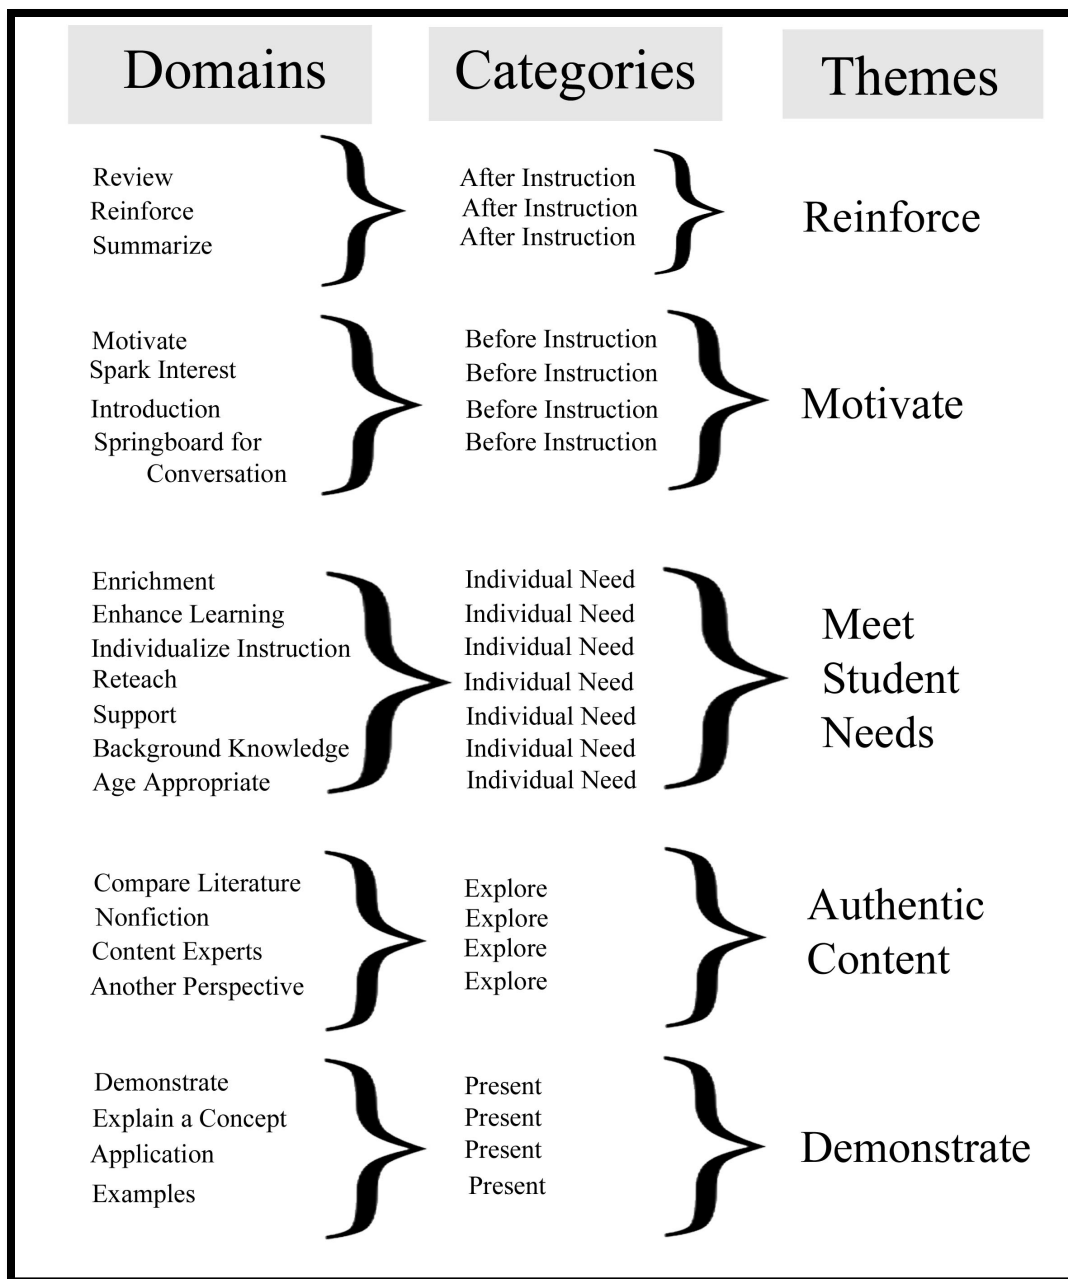 Domains
Categories
Themes
Review
Reinforce
Summarize
After Instruction
After Instruction
After Instruction
Reinforce
Motivate
Spark Interest
Introduction
Springboard for
Conversation
Before Instruction
Before Instruction
Before Instruction
Before Instruction
Motivate
Enrichment
Enhance Learning
Individualize Instruction
Reteach
Support
Background Knowledge
Age Appropriate
Individual Need
Individual Need
Individual Need
Individual Need
Individual Need
Individual Need
Individual Need
Meet
Student
Needs
Compare Literature
Nonfiction
Content Experts
Another Perspective
Explore
Explore
Explore
Explore
Authentic
Content
Demonstrate
Explain a Concept
Application
Examples
Present
Present
Present
Present
Demonstrate